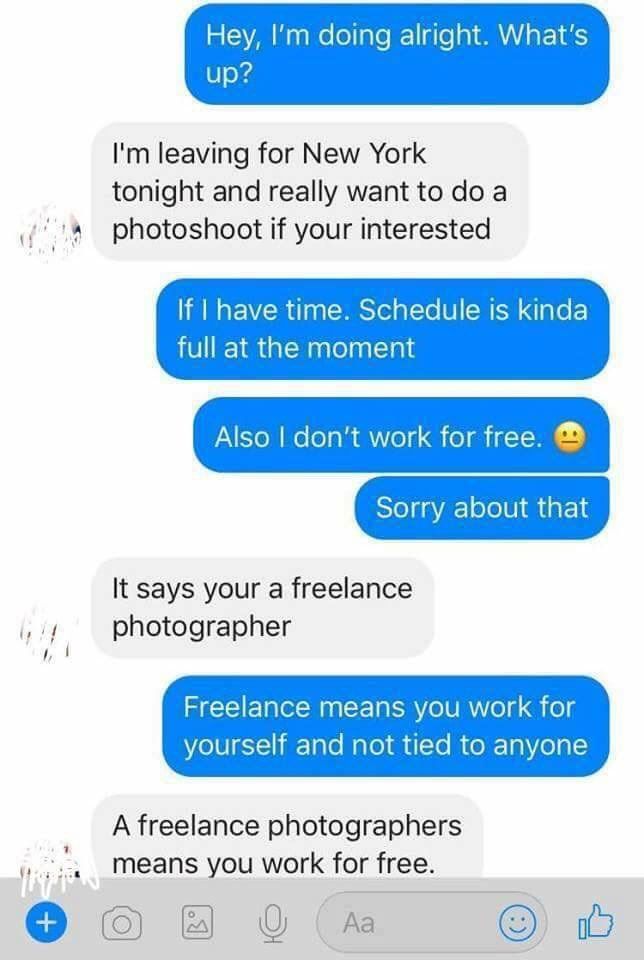 Hey, I'm doing alright. What's
up?
I'm leaving for New York
tonight and really want to do a
photoshoot if your interested
If I have time. Schedule is kinda
full at the moment
Also I don't work for free. 😐
Sorry about that
It says your a freelance
photographer
Freelance means you work for
yourself and not tied to anyone
A freelance photographers
means you work for free.
Aa